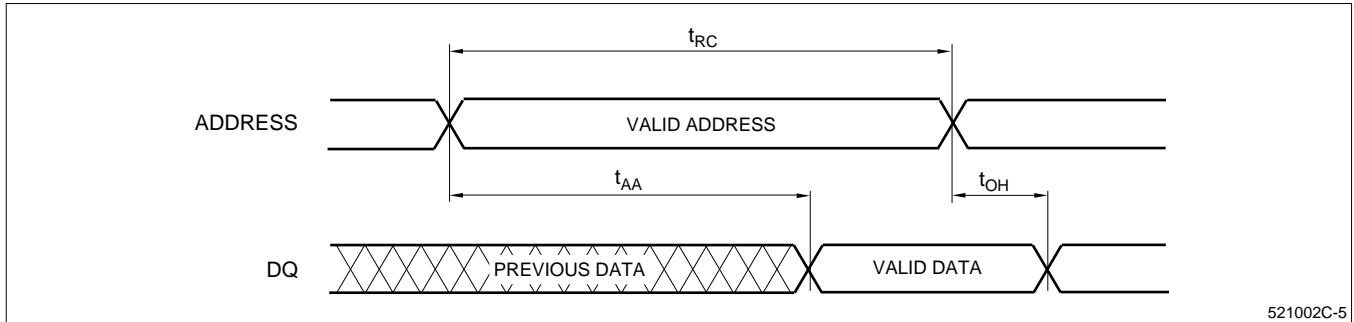 tRC
ADDRESS VALID ADDRESS
tAA tOH
DQ PREVIOUS DATA VALID DATA
521002C-5